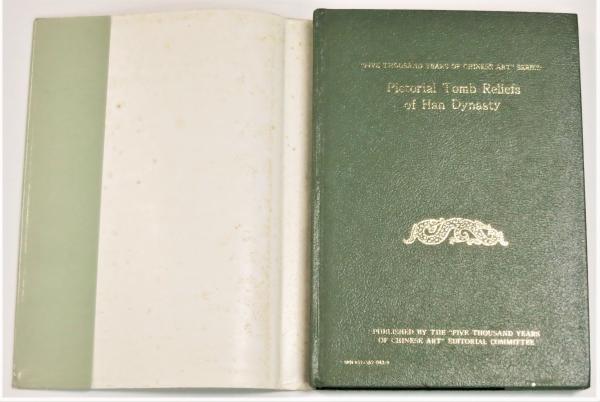 "FIVE THOUSAND YEARS OF CHINESE ART" SERIES:
Pictorial Tomb Reliefs
of Han Dynasty
PUBLISHED BY THE "FIVE THOUSAND YEARS
OF CHINESE ART" EDITORIAL COMMITTEE